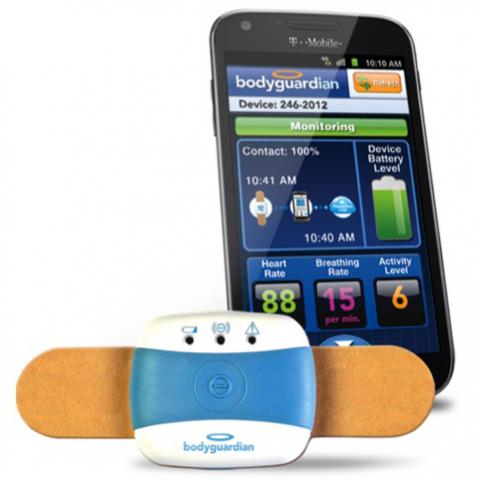 T··Mobile·
4G 10:10 AM
bodyguardian Refresh
Device: 246-2012
Monitoring
Contact: 100%
Device
Battery
Level
10:41 AM
10:40 AM
Heart
Rate
Breathing
Rate
Activity
Level
88
15
per min.
6
bodyguardian